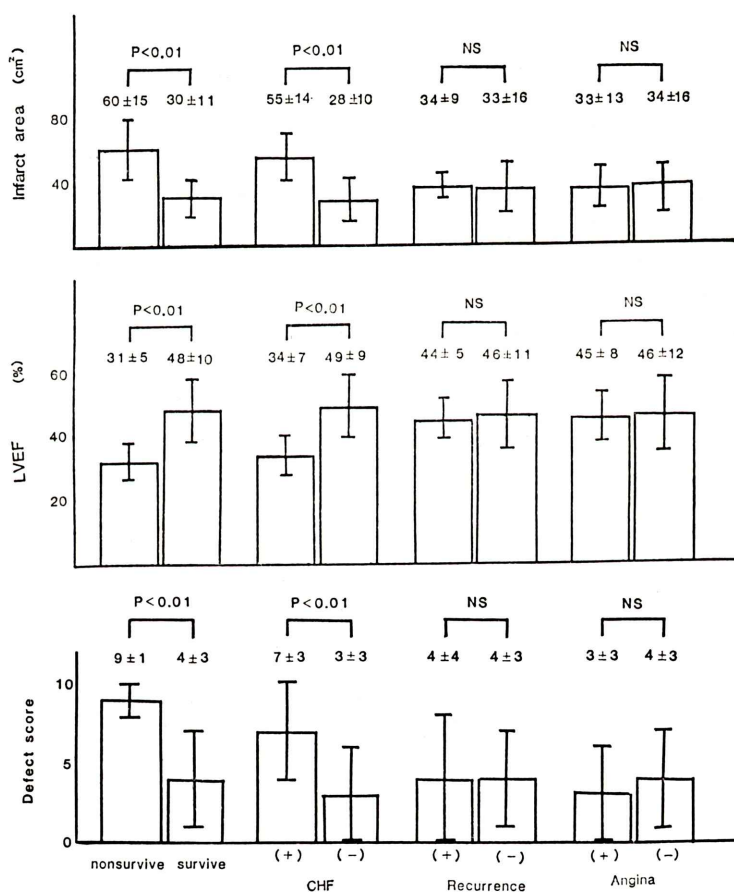 P<0.01 P<0.01 NS NS
60±15 30±11 55±14 28±10 34±9 33±16 33±13 34±16
Infarct area (cm²)
80
40
P<0.01 P<0.01 NS NS
31±5 48±10 34±7 49±9 44±5 46±11 45±8 46±12
LVEF (%)
60
40
20
P<0.01 P<0.01 NS NS
9±1 4±3 7±3 3±3 4±4 4±3 3±3 4±3
Defect score
10
5
0
nonsurvive survive (+) (-) (+) (-) (+) (-)
CHF Recurrence Angina